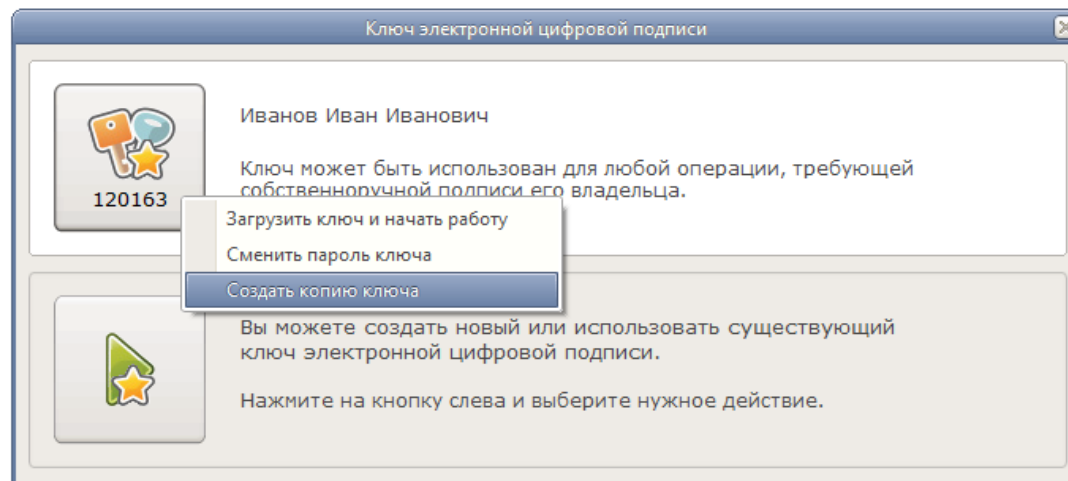 Ключ электронной цифровой подписи
Иванов Иван Иванович
Ключ может быть использован для любой операции, требующей
собственноручной подписи его владельца.
120163
Загрузить ключ и начать работу
Сменить пароль ключа
Создать копию ключа
Вы можете создать новый или использовать существующий
ключ электронной цифровой подписи.
Нажмите на кнопку слева и выберите нужное действие.